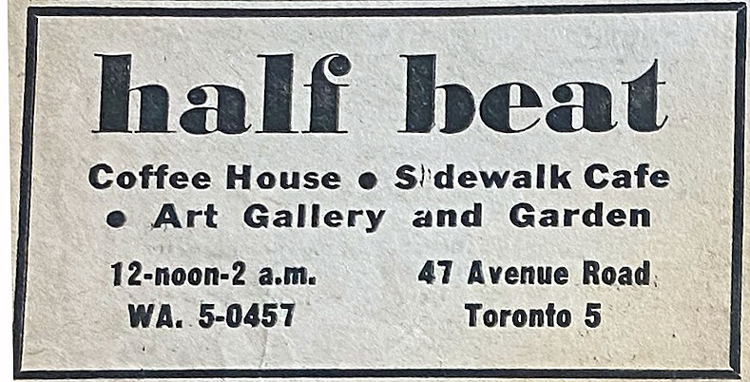 half beat
Coffee House • Sidewalk Cafe
• Art Gallery and Garden
12-noon-2 a.m.
47 Avenue Road
WA. 5-0457
Toronto 5